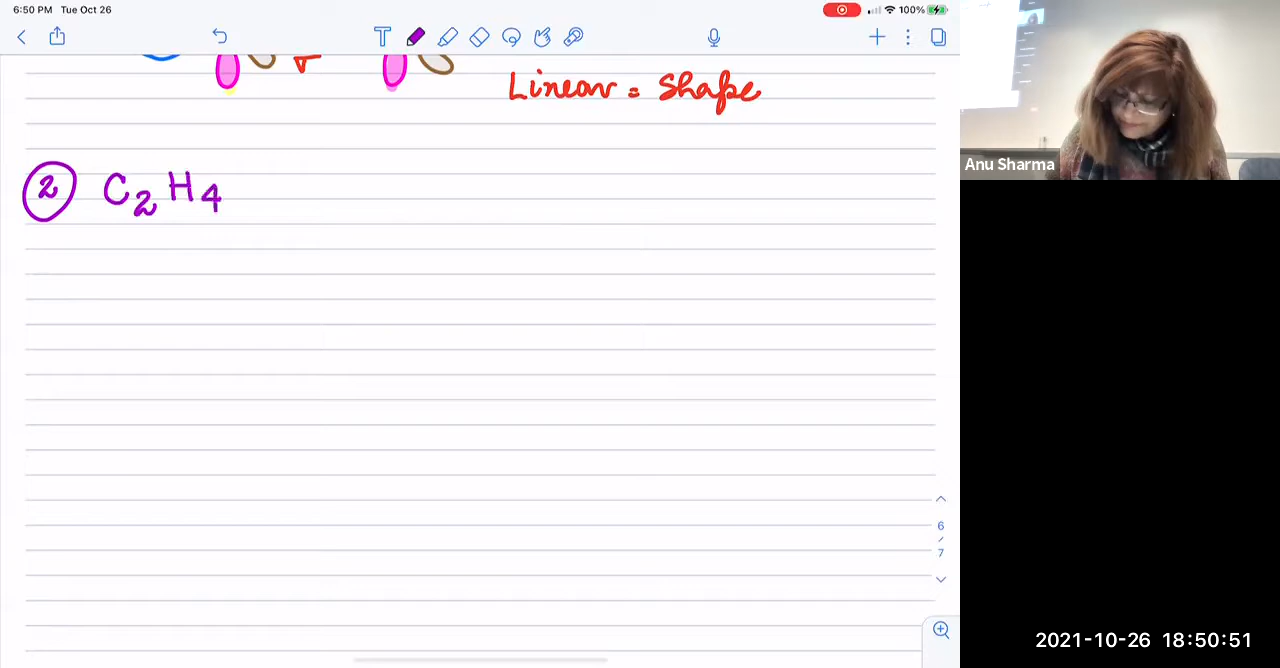 6:50 PM Tue Oct 26
100%
Linear = Shape
Anu Sharma
2 C2H4
6
7
2021-10-26 18:50:51